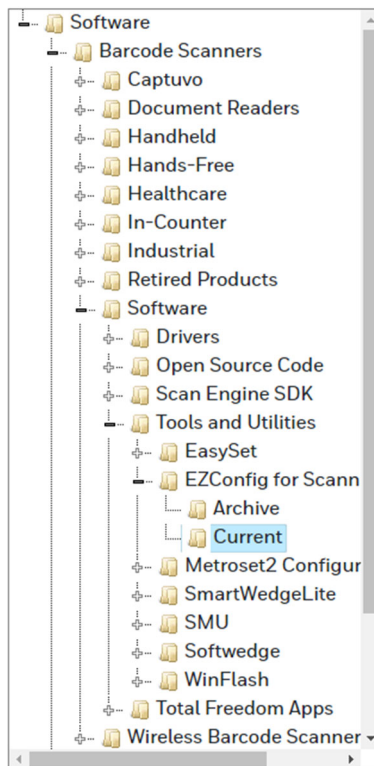 Software
Barcode Scanners
Captuvo
Document Readers
Handheld
Hands-Free
Healthcare
In-Counter
Industrial
Retired Products
Software
Drivers
Open Source Code
Scan Engine SDK
Tools and Utilities
EasySet
EZConfig for Scann
Archive
Current
Metroset2 Configur
SmartWedgeLite
SMU
Softwedge
WinFlash
Total Freedom Apps
Wireless Barcode Scanner